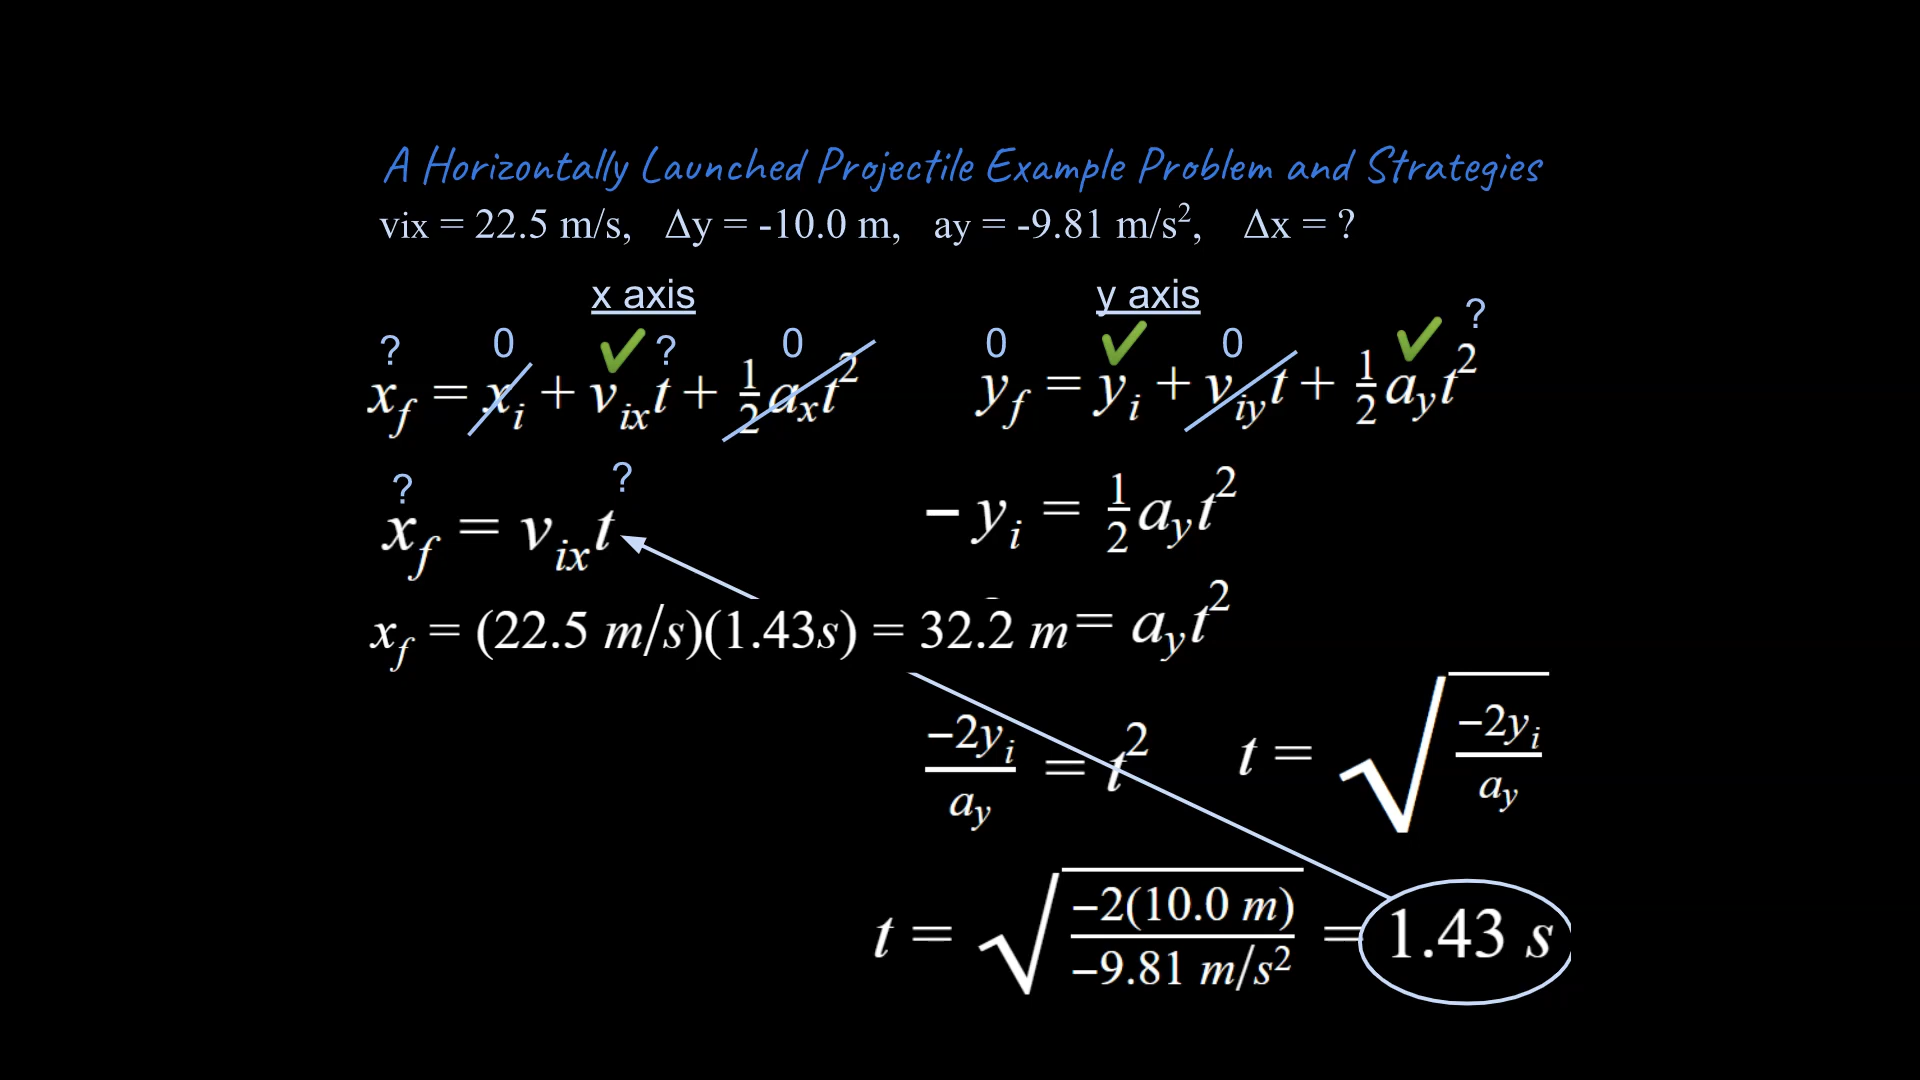 A Horizontally Launched Projectile Example Problem and Strategies
vix = 22.5 m/s, Δy = -10.0 m, ay = -9.81 m/s², Δx = ?
x axis
? 0 ✔ ? 0
x_f = x_i + v_ix t + ½ a_x t²
? ?
x_f = v_ix t
x_f = (22.5 m/s)(1.43s) = 32.2 m
y axis
0 ✔ 0 ✔ ?
y_f = y_i + v_iy t + ½ a_y t²
− y_i = ½ a_y t²
= a_y t²
−2y_i / a_y = t²
t = √(−2y_i / a_y)
t = √(−2(10.0 m) / −9.81 m/s²) = 1.43 s